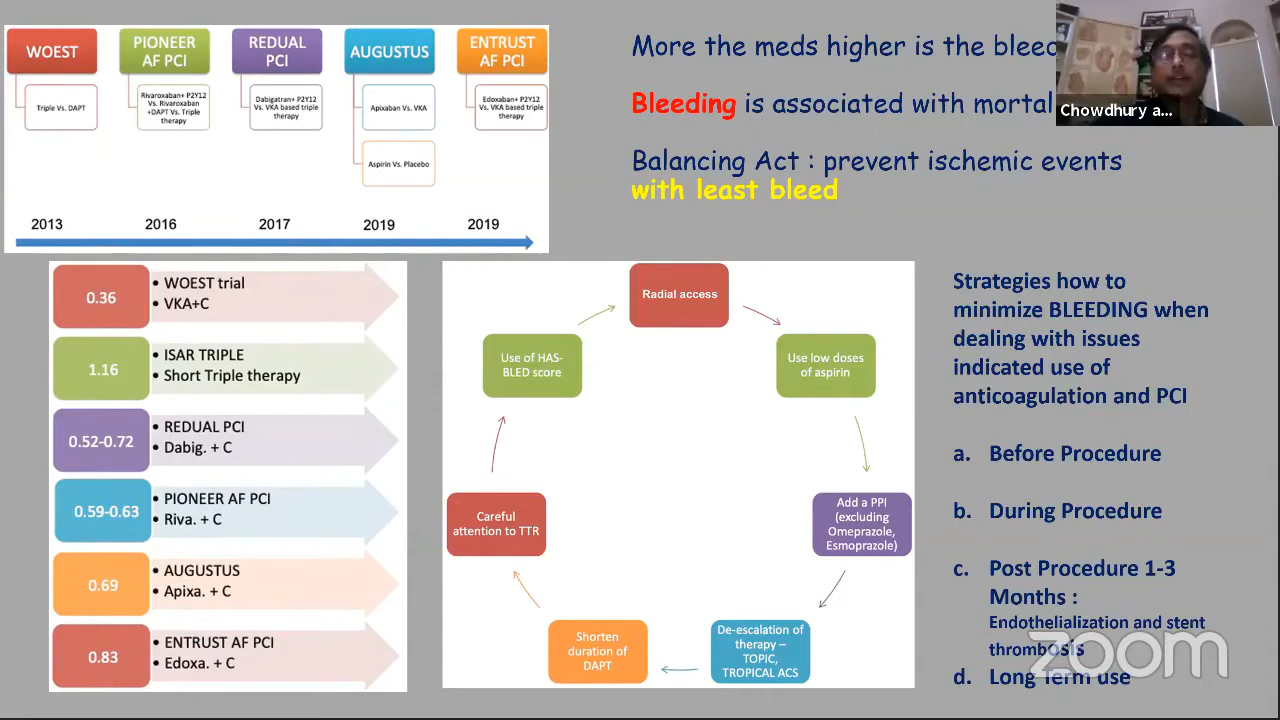 WOEST
PIONEER
AF PCI
REDUAL
PCI
AUGUSTUS
ENTRUST
AF PCI
Triple Vs. DAPT
Rivaroxaban+ P2Y12
Vs. Rivaroxaban
+DAPT Vs. Triple
therapy
Dabigatran+ P2Y12
Vs. VKA based triple
therapy
Apixaban Vs. VKA
Aspirin Vs. Placebo
Edoxaban+ P2Y12
Vs. VKA based triple
therapy
2013
2016
2017
2019
2019
More the meds higher is the bleed
Bleeding is associated with mortal
Balancing Act : prevent ischemic events
with least bleed
Chowdhury a...
0.36
• WOEST trial
• VKA+C
1.16
• ISAR TRIPLE
• Short Triple therapy
0.52-0.72
• REDUAL PCI
• Dabig. + C
0.59-0.63
• PIONEER AF PCI
• Riva. + C
0.69
• AUGUSTUS
• Apixa. + C
0.83
• ENTRUST AF PCI
• Edoxa. + C
Radial access
Use low doses
of aspirin
Add a PPI
(excluding
Omeprazole,
Esmoprazole)
De-escalation of
therapy –
TOPIC,
TROPICAL ACS
Shorten
duration of
DAPT
Careful
attention to TTR
Use of HAS-
BLED score
Strategies how to
minimize BLEEDING when
dealing with issues
indicated use of
anticoagulation and PCI
a. Before Procedure
b. During Procedure
c. Post Procedure 1-3
Months :
Endothelialization and stent
thrombosis
d. Long Term use
zoom